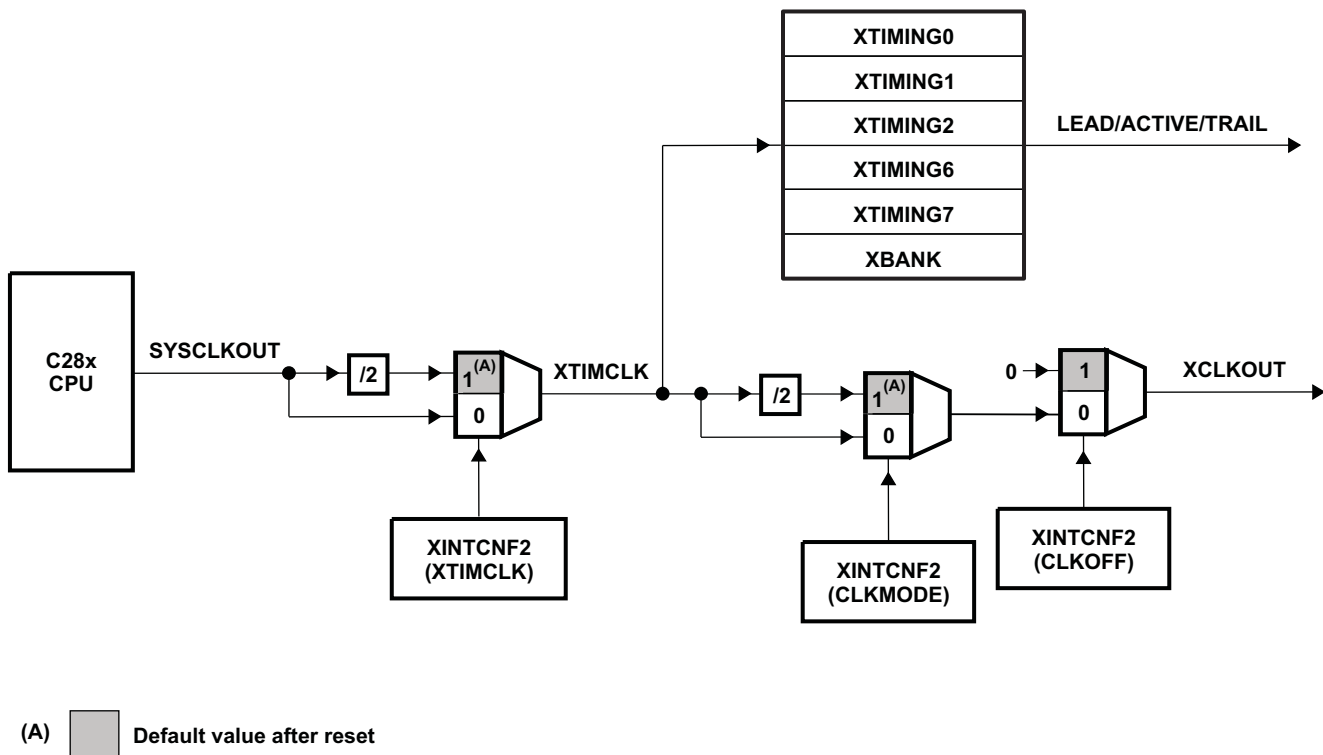 XTIMING0
XTIMING1
XTIMING2
LEAD/ACTIVE/TRAIL
XTIMING6
XTIMING7
XBANK
C28x
CPU
SYSCLKOUT
/2
1(A)
0
XTIMCLK
/2
1(A)
0
0
1
0
XCLKOUT
XINTCNF2
(XTIMCLK)
XINTCNF2
(CLKMODE)
XINTCNF2
(CLKOFF)
(A) Default value after reset